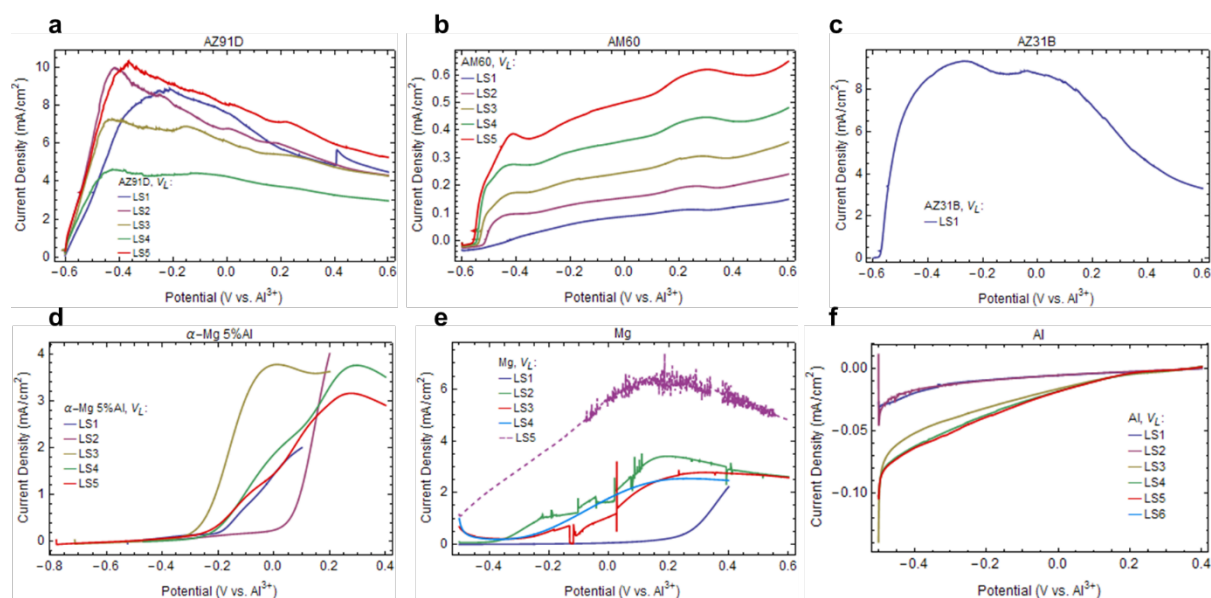 a
AZ91D
Current Density (mA/cm²)
10
8
6
4
2
0
AZ91D, V_L:
LS1
LS2
LS3
LS4
LS5
−0.6 −0.4 −0.2 0.0 0.2 0.4 0.6
Potential (V vs. Al³⁺)
b
AM60
Current Density (mA/cm²)
0.6
0.5
0.4
0.3
0.2
0.1
0.0
AM60, V_L:
LS1
LS2
LS3
LS4
LS5
−0.6 −0.4 −0.2 0.0 0.2 0.4 0.6
Potential (V vs. Al³⁺)
c
AZ31B
Current Density (mA/cm²)
8
6
4
2
0
AZ31B, V_L:
LS1
−0.6 −0.4 −0.2 0.0 0.2 0.4 0.6
Potential (V vs. Al³⁺)
d
α−Mg 5%Al
Current Density (mA/cm²)
4
3
2
1
0
α−Mg 5%Al, V_L:
LS1
LS2
LS3
LS4
LS5
−0.8 −0.6 −0.4 −0.2 0.0 0.2 0.4
Potential (V vs. Al³⁺)
e
Mg
Current Density (mA/cm²)
8
6
4
2
0
Mg, V_L:
LS1
LS2
LS3
LS4
LS5
−0.4 −0.2 0.0 0.2 0.4 0.6
Potential (V vs. Al³⁺)
f
Al
Current Density (mA/cm²)
0.00
−0.05
−0.10
Al, V_L:
LS1
LS2
LS3
LS4
LS5
LS6
−0.4 −0.2 0.0 0.2 0.4
Potential (V vs. Al³⁺)